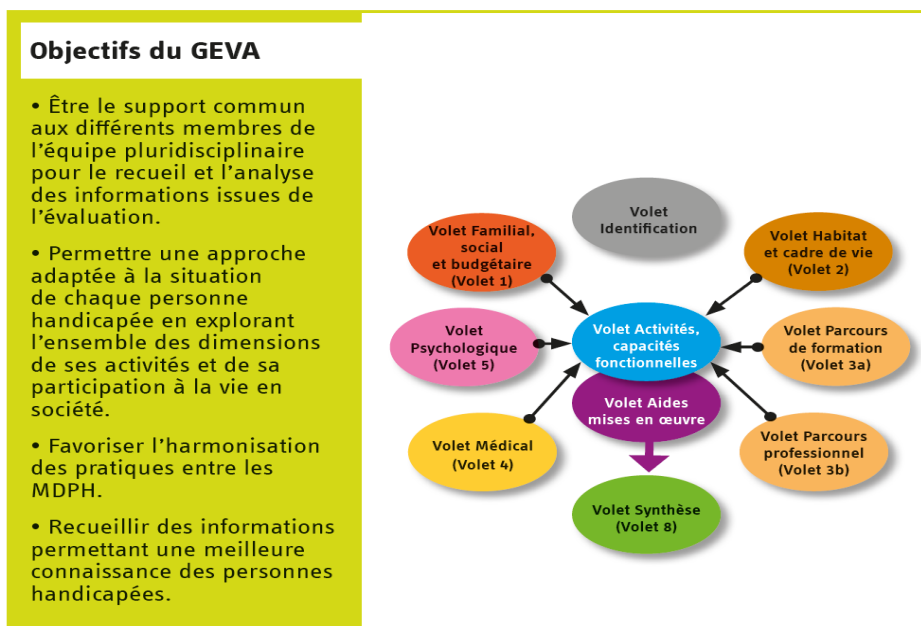 Objectifs du GEVA
• Être le support commun
aux différents membres de
l'équipe pluridisciplinaire
pour le recueil et l'analyse
des informations issues de
l'évaluation.
• Permettre une approche
adaptée à la situation
de chaque personne
handicapée en explorant
l'ensemble des dimensions
de ses activités et de sa
participation à la vie en
société.
• Favoriser l'harmonisation
des pratiques entre les
MDPH.
• Recueillir des informations
permettant une meilleure
connaissance des personnes
handicapées.
Volet
Identification
Volet Familial,
social
et budgétaire
(Volet 1)
Volet Habitat
et cadre de vie
(Volet 2)
Volet
Psychologique
(Volet 5)
Volet Activités,
capacités
fonctionnelles
Volet Parcours
de formation
(Volet 3a)
Volet Aides
mises en œuvre
Volet Médical
(Volet 4)
Volet Parcours
professionnel
(Volet 3b)
Volet Synthèse
(Volet 8)